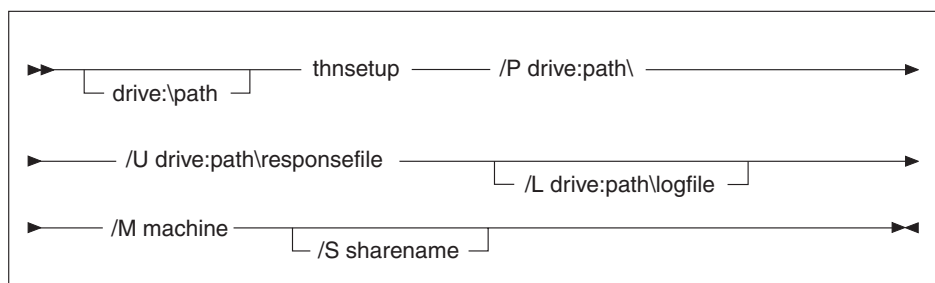 thnsetup /P drive:path\
drive:\path
/U drive:path\responsefile
/L drive:path\logfile
/M machine
/S sharename